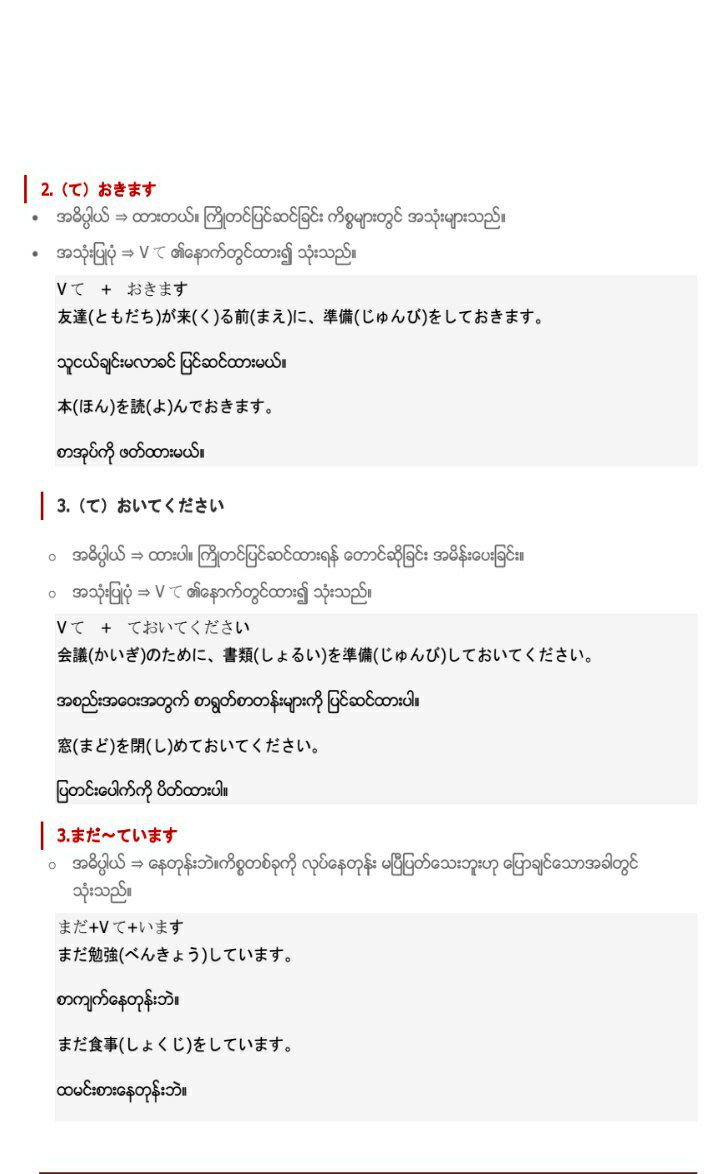 2.（て）おきます
• အဓိပ္ပါယ် ⇒ ထားတယ်။ ကြိုတင်ပြင်ဆင်ခြင်း ကိစ္စများတွင် အသုံးများသည်။
• အသုံးပြုပုံ ⇒ V て ၏နောက်တွင်ထား၍ သုံးသည်။
V て　+　おきます
友達(ともだち)が来(く)る前(まえ)に、準備(じゅんび)をしておきます。
သူငယ်ချင်းမလာခင် ပြင်ဆင်ထားမယ်။
本(ほん)を読(よ)んでおきます。
စာအုပ်ကို ဖတ်ထားမယ်။
3.（て）おいてください
○ အဓိပ္ပါယ် ⇒ ထားပါ။ ကြိုတင်ပြင်ဆင်ထားရန် တောင်ဆိုခြင်း အမိန်းပေးခြင်း။
○ အသုံးပြုပုံ ⇒ V て ၏နောက်တွင်ထား၍ သုံးသည်။
V て　+　ておいてください
会議(かいぎ)のために、書類(しょるい)を準備(じゅんび)しておいてください。
အစည်းအဝေးအတွက် စာရွတ်စာတန်းများကို ပြင်ဆင်ထားပါ။
窓(まど)を閉(し)めておいてください。
ပြတင်းပေါက်ကို ပိတ်ထားပါ။
3.まだ～ています
○ အဓိပ္ပါယ် ⇒ နေတုန်းဘဲ။ကိစ္စတစ်ခုကို လုပ်နေတုန်း မပြီပြတ်သေးဘူးဟု ပြောချင်သောအခါတွင်
သုံးသည်။
まだ+V て+います
まだ勉強(べんきょう)しています。
စာကျက်နေတုန်းဘဲ။
まだ食事(しょくじ)をしています。
ထမင်းစားနေတုန်းဘဲ။